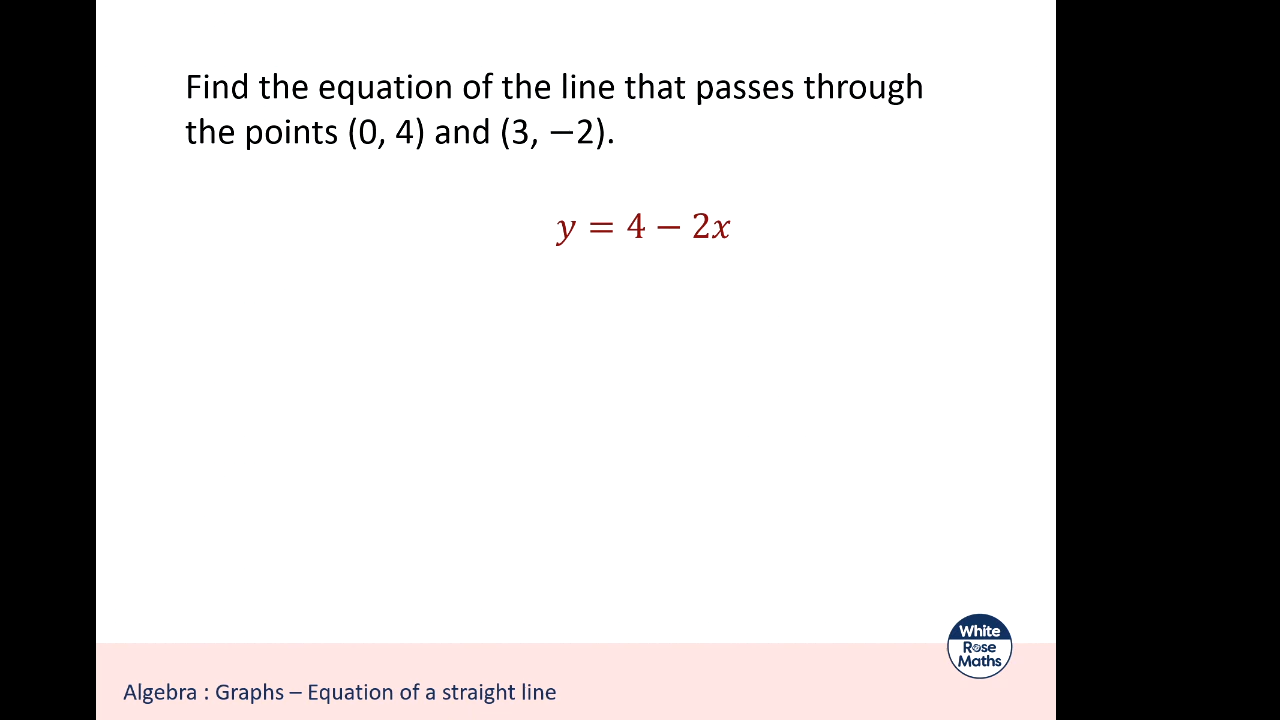 Find the equation of the line that passes through
the points (0, 4) and (3, −2).
y = 4 − 2x
White
Rose
Maths
Algebra : Graphs – Equation of a straight line